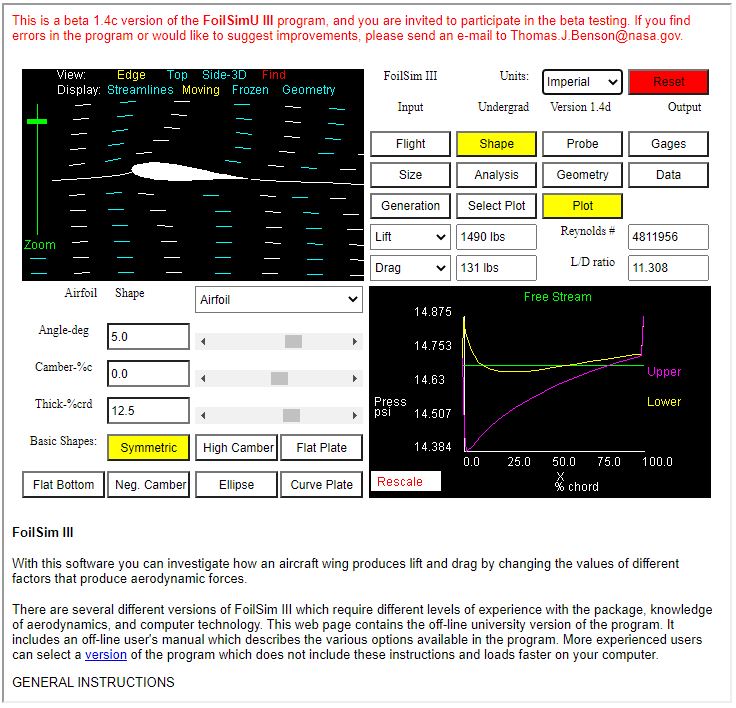 This is a beta 1.4c version of the FoilSimU III program, and you are invited to participate in the beta testing. If you find
errors in the program or would like to suggest improvements, please send an e-mail to Thomas.J.Benson@nasa.gov.
View: Edge Top Side-3D Find
Display: Streamlines Moving Frozen Geometry
Zoom
FoilSim III Units: Imperial Reset
Input Undergrad Version 1.4d Output
Flight Shape Probe Gages
Size Analysis Geometry Data
Generation Select Plot Plot
Lift 1490 lbs Reynolds # 4811956
Drag 131 lbs L/D ratio 11.308
Airfoil Shape Airfoil
Angle-deg 5.0
Camber-%c 0.0
Thick-%crd 12.5
Basic Shapes: Symmetric High Camber Flat Plate
Flat Bottom Neg. Camber Ellipse Curve Plate
Free Stream
14.875
14.753
14.63
14.507
14.384
Press
psi
Upper
Lower
0.0 25.0 50.0 75.0 100.0
X
% chord
Rescale
FoilSim III
With this software you can investigate how an aircraft wing produces lift and drag by changing the values of different
factors that produce aerodynamic forces.
There are several different versions of FoilSim III which require different levels of experience with the package, knowledge
of aerodynamics, and computer technology. This web page contains the off-line university version of the program. It
includes an off-line user's manual which describes the various options available in the program. More experienced users
can select a version of the program which does not include these instructions and loads faster on your computer.
GENERAL INSTRUCTIONS